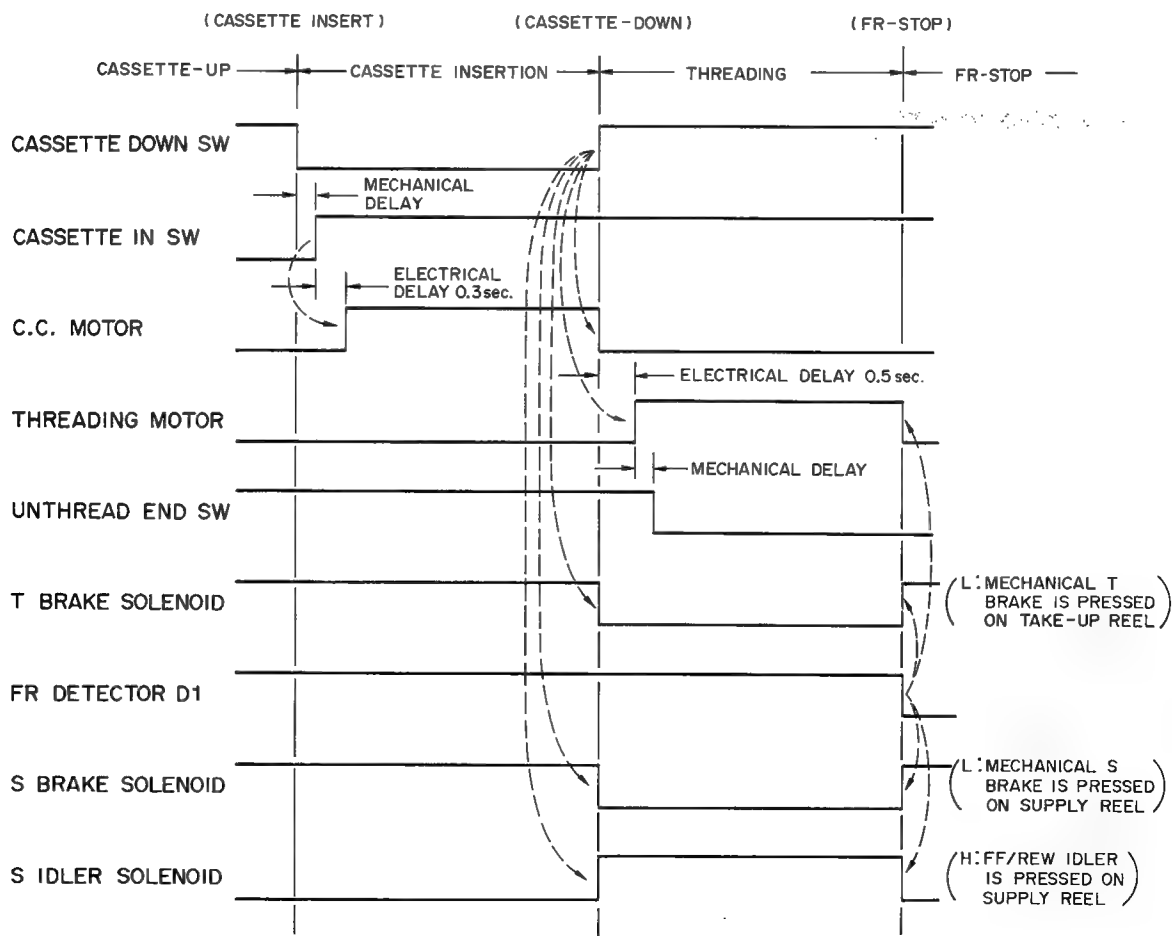 (CASSETTE INSERT)
(CASSETTE-DOWN)
(FR-STOP)
CASSETTE-UP
CASSETTE INSERTION
THREADING
FR-STOP
CASSETTE DOWN SW
MECHANICAL
DELAY
CASSETTE IN SW
ELECTRICAL
DELAY 0.3sec.
C.C. MOTOR
ELECTRICAL DELAY 0.5sec.
THREADING MOTOR
MECHANICAL DELAY
UNTHREAD END SW
T BRAKE SOLENOID
(L:MECHANICAL T
BRAKE IS PRESSED
ON TAKE-UP REEL)
FR DETECTOR D1
S BRAKE SOLENOID
(L:MECHANICAL S
BRAKE IS PRESSED
ON SUPPLY REEL)
S IDLER SOLENOID
(H:FF/REW IDLER
IS PRESSED ON
SUPPLY REEL)